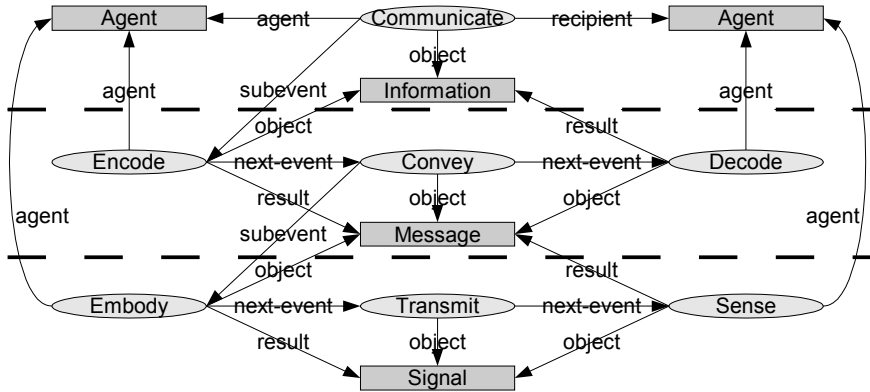 Agent agent Communicate recipient Agent
object
subevent Information
agent object result agent
Encode next-event Convey next-event Decode
result object object
agent subevent Message agent
object result
Embody next-event Transmit next-event Sense
result object object
Signal